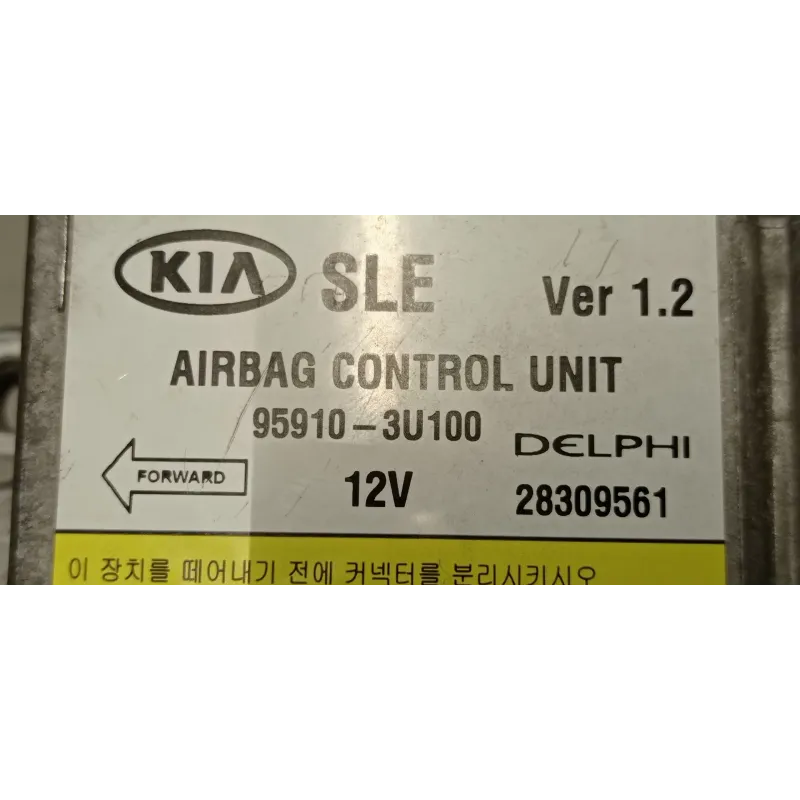 KIA SLE Ver 1.2
AIRBAG CONTROL UNIT
95910-3U100
DELPHI
FORWARD 12V 28309561
이 장치를 떼어내기 전에 커넥터를 분리시키시오